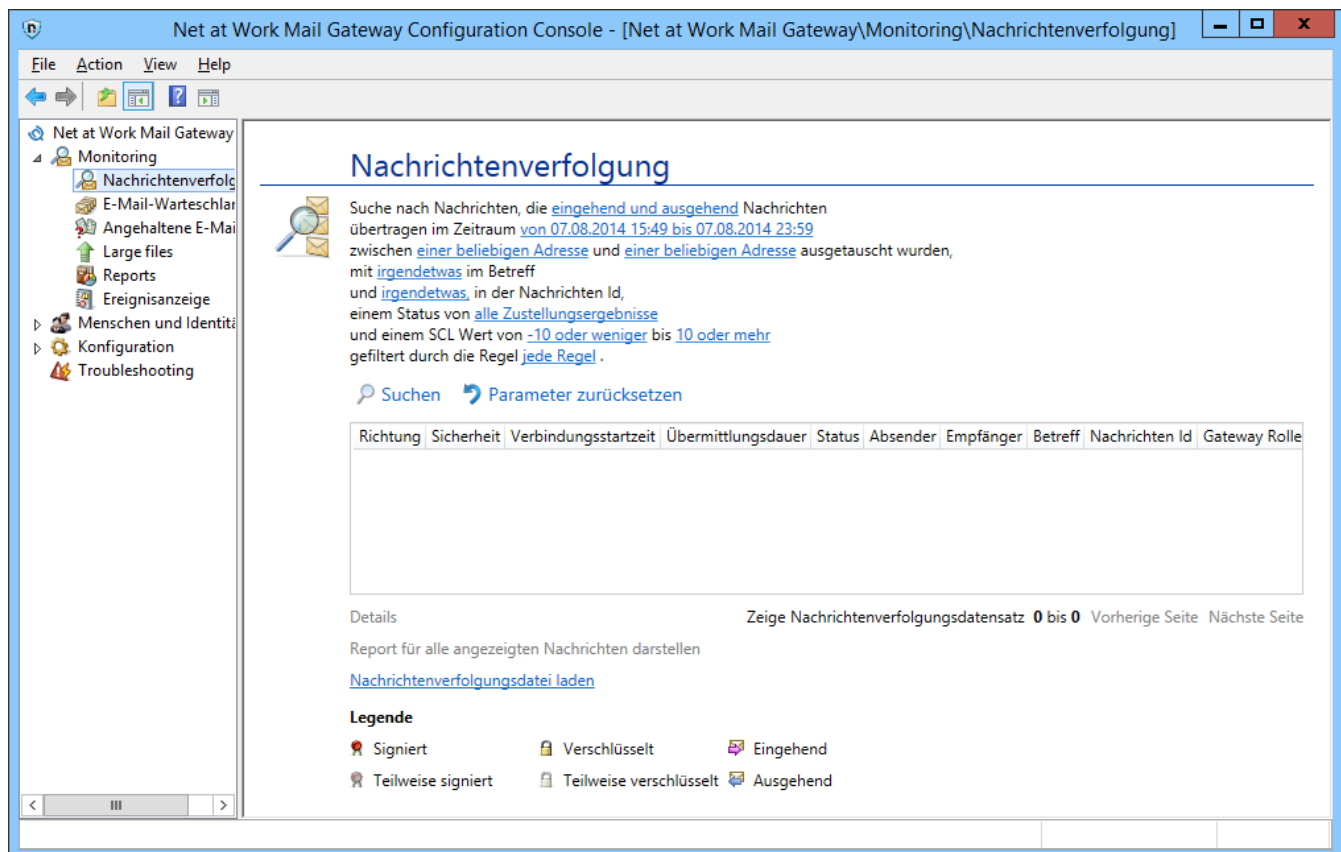 Net at Work Mail Gateway Configuration Console - [Net at Work Mail Gateway\Monitoring\Nachrichtenverfolgung]
File Action View Help
Net at Work Mail Gateway
Monitoring
Nachrichtenverfolg
E-Mail-Warteschlar
Angehaltene E-Mai
Large files
Reports
Ereignisanzeige
Menschen und Identitä
Konfiguration
Troubleshooting
Nachrichtenverfolgung
Suche nach Nachrichten, die eingehend und ausgehend Nachrichten
übertragen im Zeitraum von 07.08.2014 15:49 bis 07.08.2014 23:59
zwischen einer beliebigen Adresse und einer beliebigen Adresse ausgetauscht wurden,
mit irgendetwas im Betreff
und irgendetwas, in der Nachrichten Id,
einem Status von alle Zustellungsergebnisse
und einem SCL Wert von -10 oder weniger bis 10 oder mehr
gefiltert durch die Regel jede Regel .
Suchen Parameter zurücksetzen
Richtung Sicherheit Verbindungsstartzeit Übermittlungsdauer Status Absender Empfänger Betreff Nachrichten Id Gateway Rolle
Details Zeige Nachrichtenverfolgungsdatensatz 0 bis 0 Vorherige Seite Nächste Seite
Report für alle angezeigten Nachrichten darstellen
Nachrichtenverfolgungsdatei laden
Legende
Signiert Verschlüsselt Eingehend
Teilweise signiert Teilweise verschlüsselt Ausgehend